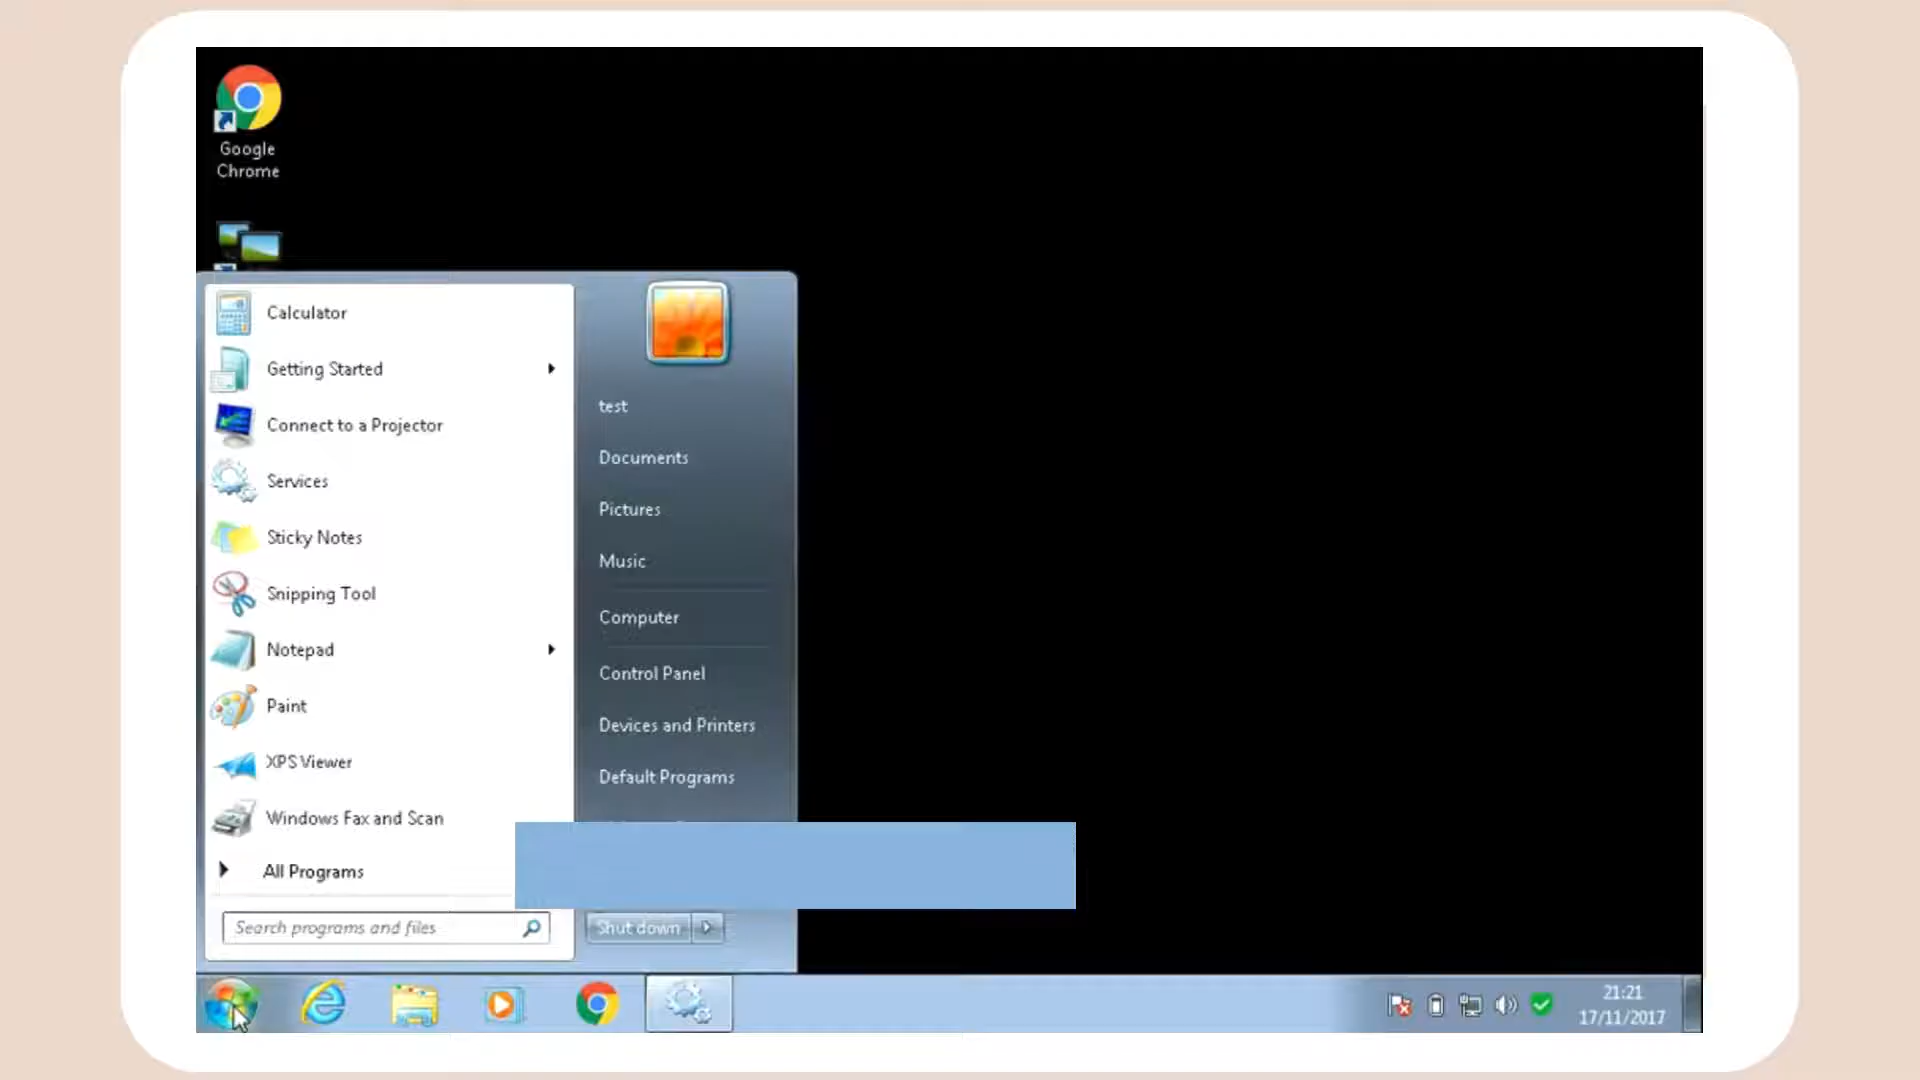 Google
Chrome
Calculator
Getting Started
Connect to a Projector
Services
Sticky Notes
Snipping Tool
Notepad
Paint
XPS Viewer
Windows Fax and Scan
All Programs
Search programs and files
test
Documents
Pictures
Music
Computer
Control Panel
Devices and Printers
Default Programs
Shut down
21:21
17/11/2017